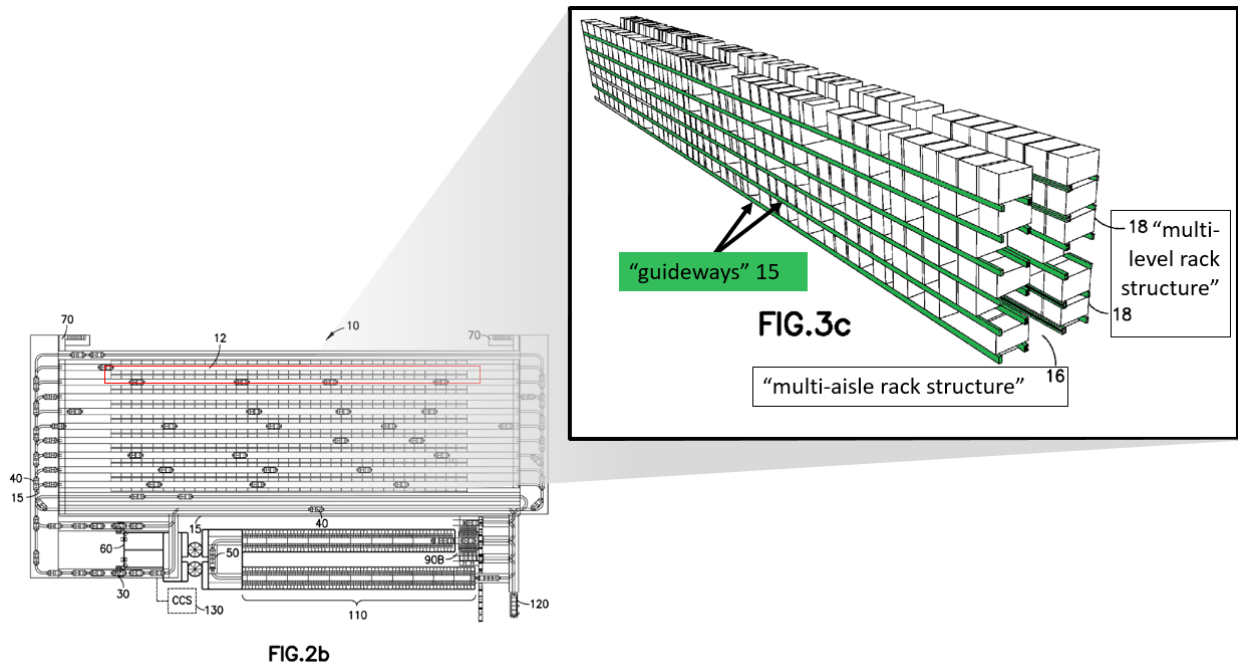 "guideways" 15
FIG.3c
18 "multi-
level rack
structure"
18
16
"multi-aisle rack structure"
70
10
70
12
40
15
15
40
60
50
90B
30
CCS
130
110
120
FIG.2b